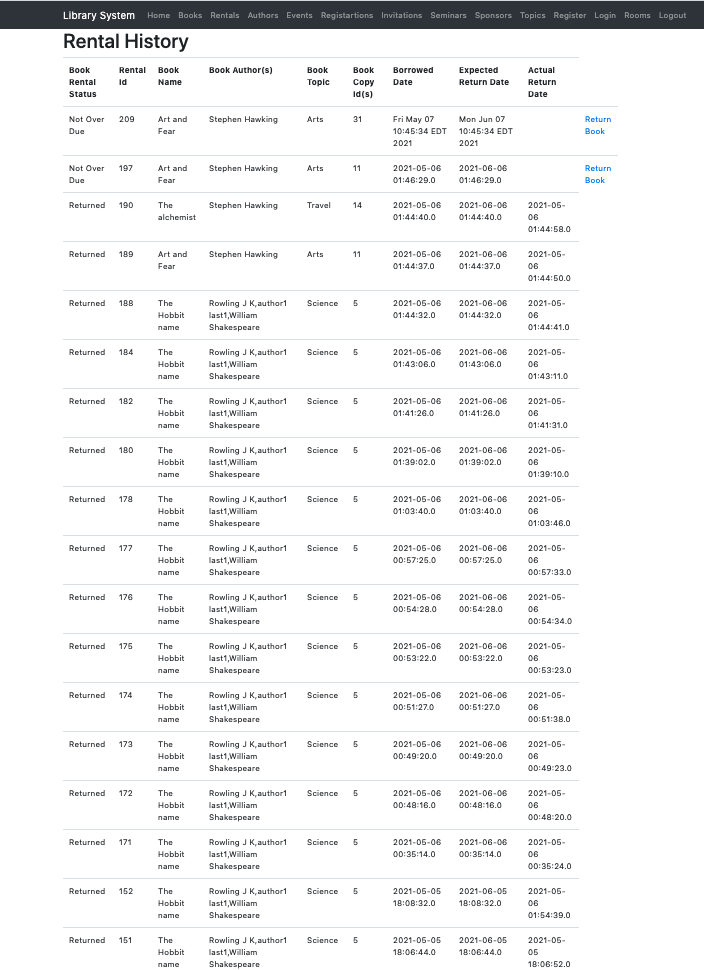 Library System Home Books Rentals Authors Events Registartions Invitations Seminars Sponsors Topics Register Login Rooms Logout
Rental History
Book Rental Status Rental Id Book Name Book Author(s) Book Topic Book Copy Id(s) Borrowed Date Expected Return Date Actual Return Date
Not Over Due 209 Art and Fear Stephen Hawking Arts 31 Fri May 07 10:45:34 EDT 2021 Mon Jun 07 10:45:34 EDT 2021 Return Book
Not Over Due 197 Art and Fear Stephen Hawking Arts 11 2021-05-06 01:46:29.0 2021-06-06 01:46:29.0 Return Book
Returned 190 The alchemist Stephen Hawking Travel 14 2021-05-06 01:44:40.0 2021-06-06 01:44:40.0 2021-05-06 01:44:58.0
Returned 189 Art and Fear Stephen Hawking Arts 11 2021-05-06 01:44:37.0 2021-06-06 01:44:37.0 2021-05-06 01:44:50.0
Returned 188 The Hobbit name Rowling J K,author1 last1,William Shakespeare Science 5 2021-05-06 01:44:32.0 2021-06-06 01:44:32.0 2021-05-06 01:44:41.0
Returned 184 The Hobbit name Rowling J K,author1 last1,William Shakespeare Science 5 2021-05-06 01:43:06.0 2021-06-06 01:43:06.0 2021-05-06 01:43:11.0
Returned 182 The Hobbit name Rowling J K,author1 last1,William Shakespeare Science 5 2021-05-06 01:41:26.0 2021-06-06 01:41:26.0 2021-05-06 01:41:31.0
Returned 180 The Hobbit name Rowling J K,author1 last1,William Shakespeare Science 5 2021-05-06 01:39:02.0 2021-06-06 01:39:02.0 2021-05-06 01:39:10.0
Returned 178 The Hobbit name Rowling J K,author1 last1,William Shakespeare Science 5 2021-05-06 01:03:40.0 2021-06-06 01:03:40.0 2021-05-06 01:03:46.0
Returned 177 The Hobbit name Rowling J K,author1 last1,William Shakespeare Science 5 2021-05-06 00:57:25.0 2021-06-06 00:57:25.0 2021-05-06 00:57:33.0
Returned 176 The Hobbit name Rowling J K,author1 last1,William Shakespeare Science 5 2021-05-06 00:54:28.0 2021-06-06 00:54:28.0 2021-05-06 00:54:34.0
Returned 175 The Hobbit name Rowling J K,author1 last1,William Shakespeare Science 5 2021-05-06 00:53:22.0 2021-06-06 00:53:22.0 2021-05-06 00:53:23.0
Returned 174 The Hobbit name Rowling J K,author1 last1,William Shakespeare Science 5 2021-05-06 00:51:27.0 2021-06-06 00:51:27.0 2021-05-06 00:51:38.0
Returned 173 The Hobbit name Rowling J K,author1 last1,William Shakespeare Science 5 2021-05-06 00:49:20.0 2021-06-06 00:49:20.0 2021-05-06 00:49:23.0
Returned 172 The Hobbit name Rowling J K,author1 last1,William Shakespeare Science 5 2021-05-06 00:48:16.0 2021-06-06 00:48:16.0 2021-05-06 00:48:20.0
Returned 171 The Hobbit name Rowling J K,author1 last1,William Shakespeare Science 5 2021-05-06 00:35:14.0 2021-06-06 00:35:14.0 2021-05-06 00:35:24.0
Returned 152 The Hobbit name Rowling J K,author1 last1,William Shakespeare Science 5 2021-05-05 18:08:32.0 2021-06-05 18:08:32.0 2021-05-06 01:54:39.0
Returned 151 The Hobbit name Rowling J K,author1 last1,William Shakespeare Science 5 2021-05-05 18:06:44.0 2021-06-05 18:06:44.0 2021-05-05 18:06:52.0